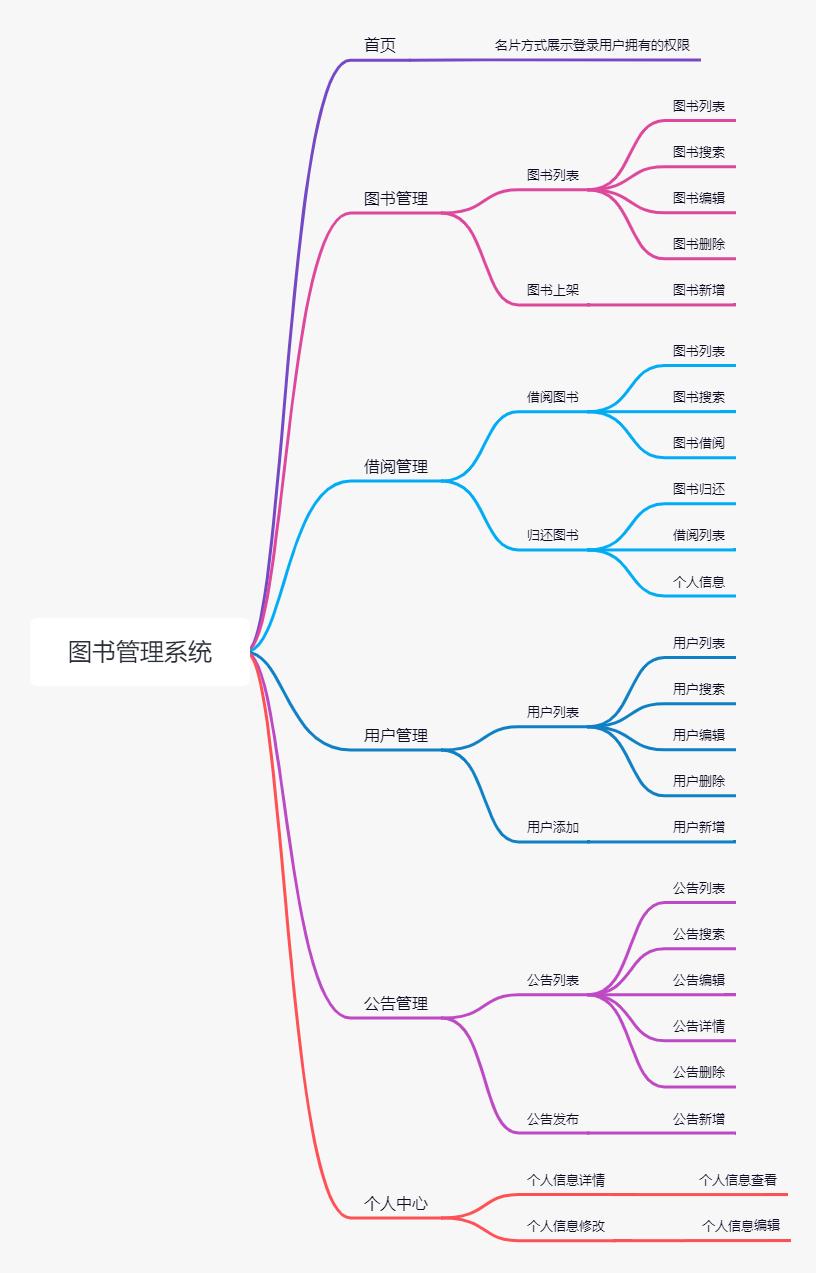 图书管理系统
首页
名片方式展示登录用户拥有的权限
图书管理
图书列表
图书列表
图书搜索
图书编辑
图书删除
图书上架
图书新增
借阅管理
借阅图书
图书列表
图书搜索
图书借阅
归还图书
图书归还
借阅列表
个人信息
用户管理
用户列表
用户列表
用户搜索
用户编辑
用户删除
用户添加
用户新增
公告管理
公告列表
公告列表
公告搜索
公告编辑
公告详情
公告删除
公告发布
公告新增
个人中心
个人信息详情
个人信息查看
个人信息修改
个人信息编辑